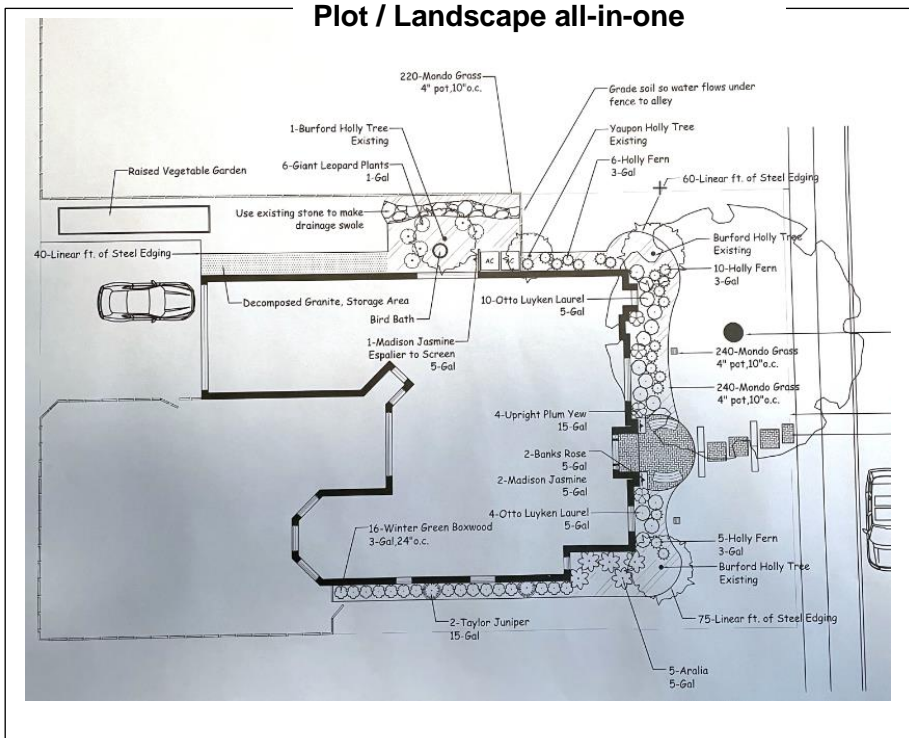 Plot / Landscape all-in-one
220-Mondo Grass
4" pot,10"o.c.
Grade soil so water flows under
fence to alley
1-Burford Holly Tree
Existing
Yaupon Holly Tree
Existing
6-Giant Leopard Plants
1-Gal
6-Holly Fern
3-Gal
Raised Vegetable Garden
60-Linear ft. of Steel Edging
Use existing stone to make
drainage swole
Burford Holly Tree
Existing
40-Linear ft. of Steel Edging
AC
AC
10-Holly Fern
3-Gal
Decomposed Granite, Storage Area
10-Otto Luyken Laurel
5-Gal
Bird Bath
1-Madison Jasmine
Espalier to Screen
5-Gal
240-Mondo Grass
4" pot,10"o.c.
240-Mondo Grass
4" pot,10"o.c.
4-Upright Plum Yew
15-Gal
2-Banks Rose
5-Gal
2-Madison Jasmine
5-Gal
4-Otto Luyken Laurel
5-Gal
16-Winter Green Boxwood
3-Gal,24"o.c.
5-Holly Fern
3-Gal
Burford Holly Tree
Existing
2-Taylor Juniper
15-Gal
75-Linear ft. of Steel Edging
5-Aralia
5-Gal